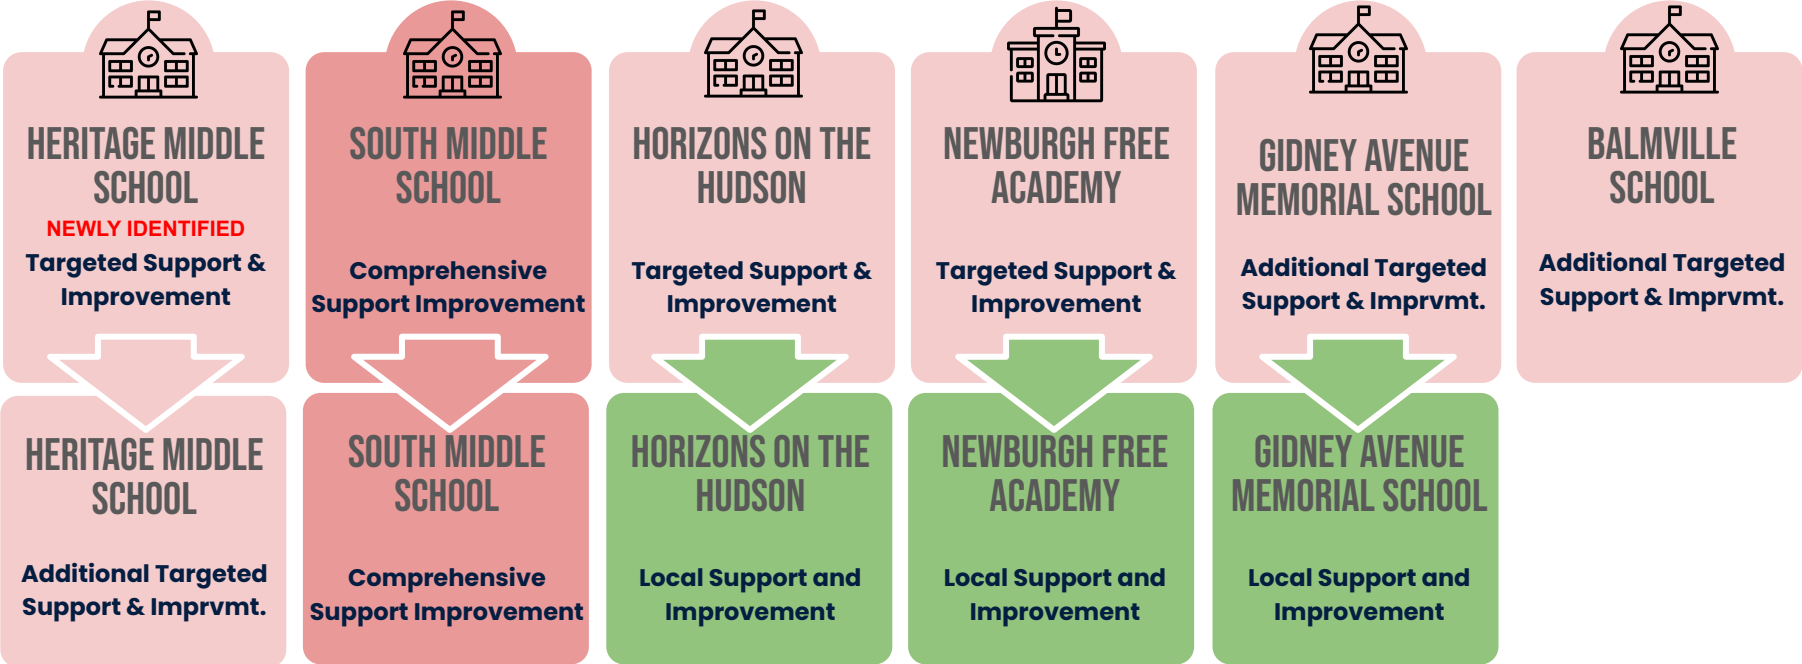 HERITAGE MIDDLE
SCHOOL
NEWLY IDENTIFIED
Targeted Support &
Improvement
SOUTH MIDDLE
SCHOOL
Comprehensive
Support Improvement
HORIZONS ON THE
HUDSON
Targeted Support &
Improvement
NEWBURGH FREE
ACADEMY
Targeted Support &
Improvement
GIDNEY AVENUE
MEMORIAL SCHOOL
Additional Targeted
Support & Imprvmt.
BALMVILLE
SCHOOL
Additional Targeted
Support & Imprvmt.
HERITAGE MIDDLE
SCHOOL
Additional Targeted
Support & Imprvmt.
SOUTH MIDDLE
SCHOOL
Comprehensive
Support Improvement
HORIZONS ON THE
HUDSON
Local Support and
Improvement
NEWBURGH FREE
ACADEMY
Local Support and
Improvement
GIDNEY AVENUE
MEMORIAL SCHOOL
Local Support and
Improvement